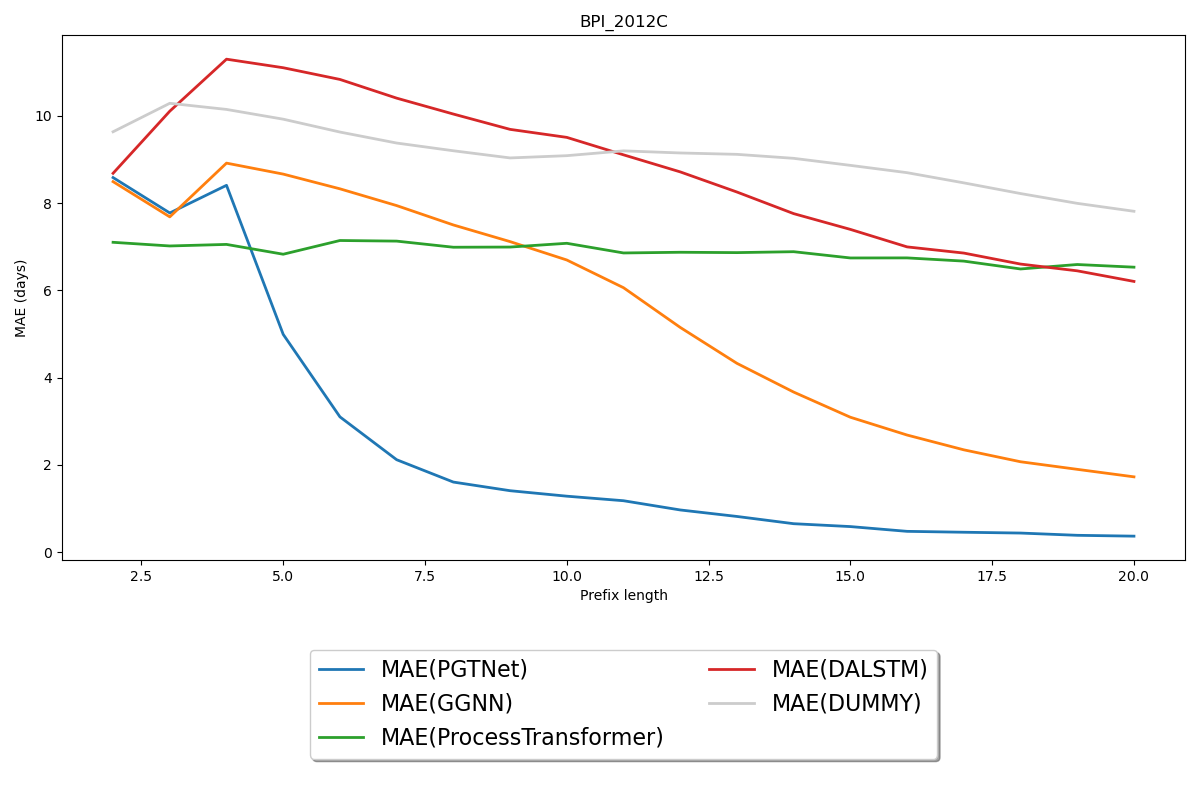 BPI_2012C
MAE (days)
10
8
6
4
2
0
2.5 5.0 7.5 10.0 12.5 15.0 17.5 20.0
Prefix length
MAE(PGTNet)
MAE(GGNN)
MAE(ProcessTransformer)
MAE(DALSTM)
MAE(DUMMY)